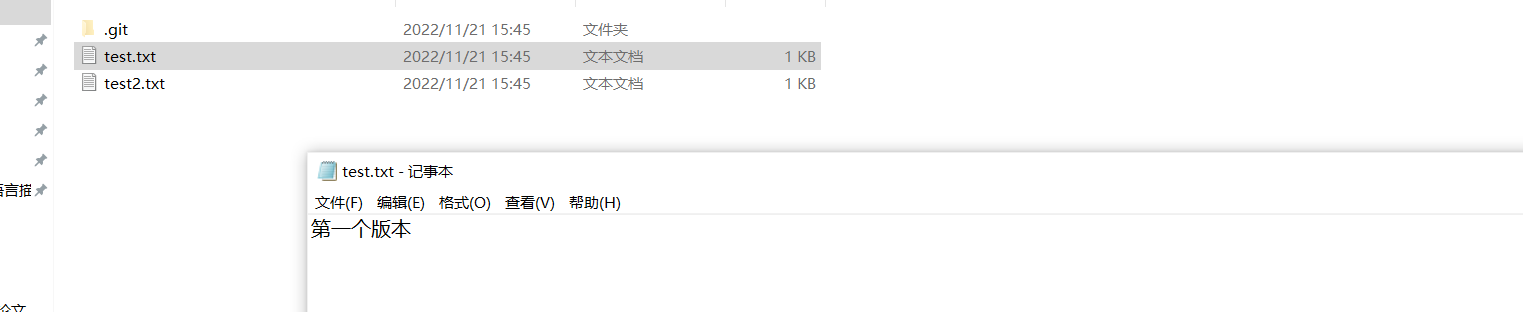 .git 2022/11/21 15:45 文件夹
test.txt 2022/11/21 15:45 文本文档 1 KB
test2.txt 2022/11/21 15:45 文本文档 1 KB
test.txt - 记事本
文件(F) 编辑(E) 格式(O) 查看(V) 帮助(H)
语言描
第一个版本
论文